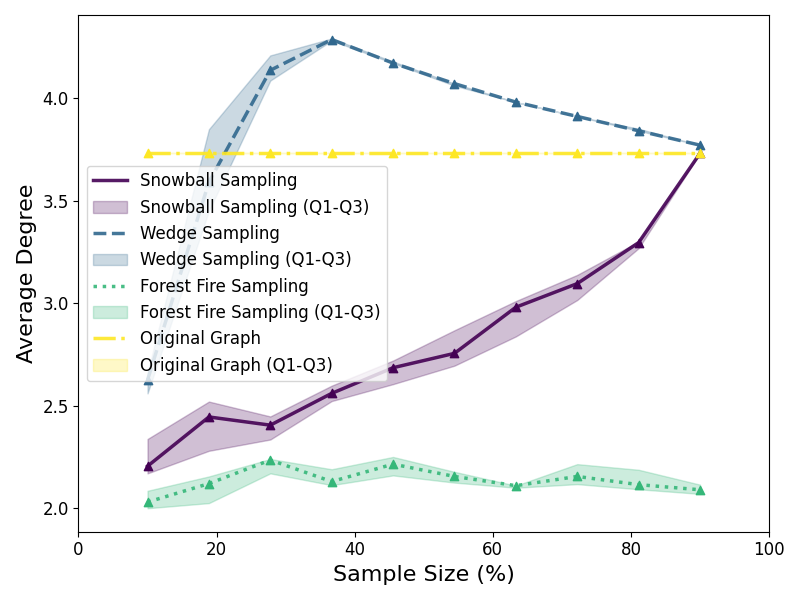 4.0
3.5
3.0
2.5
2.0
Average Degree
Snowball Sampling
Snowball Sampling (Q1-Q3)
Wedge Sampling
Wedge Sampling (Q1-Q3)
Forest Fire Sampling
Forest Fire Sampling (Q1-Q3)
Original Graph
Original Graph (Q1-Q3)
0 20 40 60 80 100
Sample Size (%)